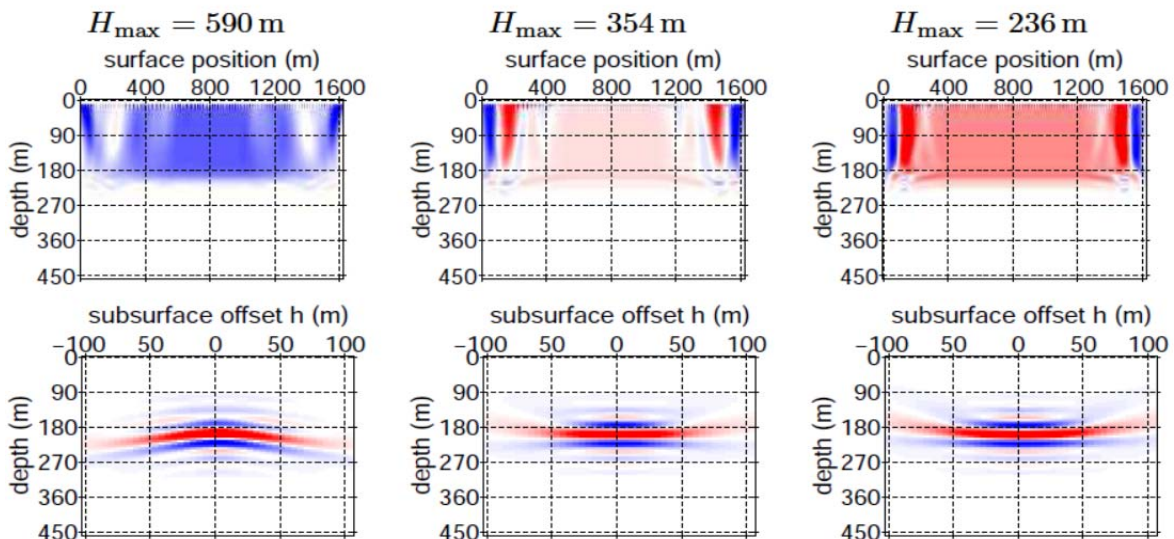 H_max = 590 m
surface position (m)
0 400 800 1200 1600
0
90
180
270
360
450
depth (m)
H_max = 354 m
surface position (m)
0 400 800 1200 1600
0
90
180
270
360
450
depth (m)
H_max = 236 m
surface position (m)
0 400 800 1200 1600
0
90
180
270
360
450
depth (m)
subsurface offset h (m)
−100 −50 0 50 100
0
90
180
270
360
450
depth (m)
subsurface offset h (m)
−100 −50 0 50 100
0
90
180
270
360
450
depth (m)
subsurface offset h (m)
−100 −50 0 50 100
0
90
180
270
360
450
depth (m)